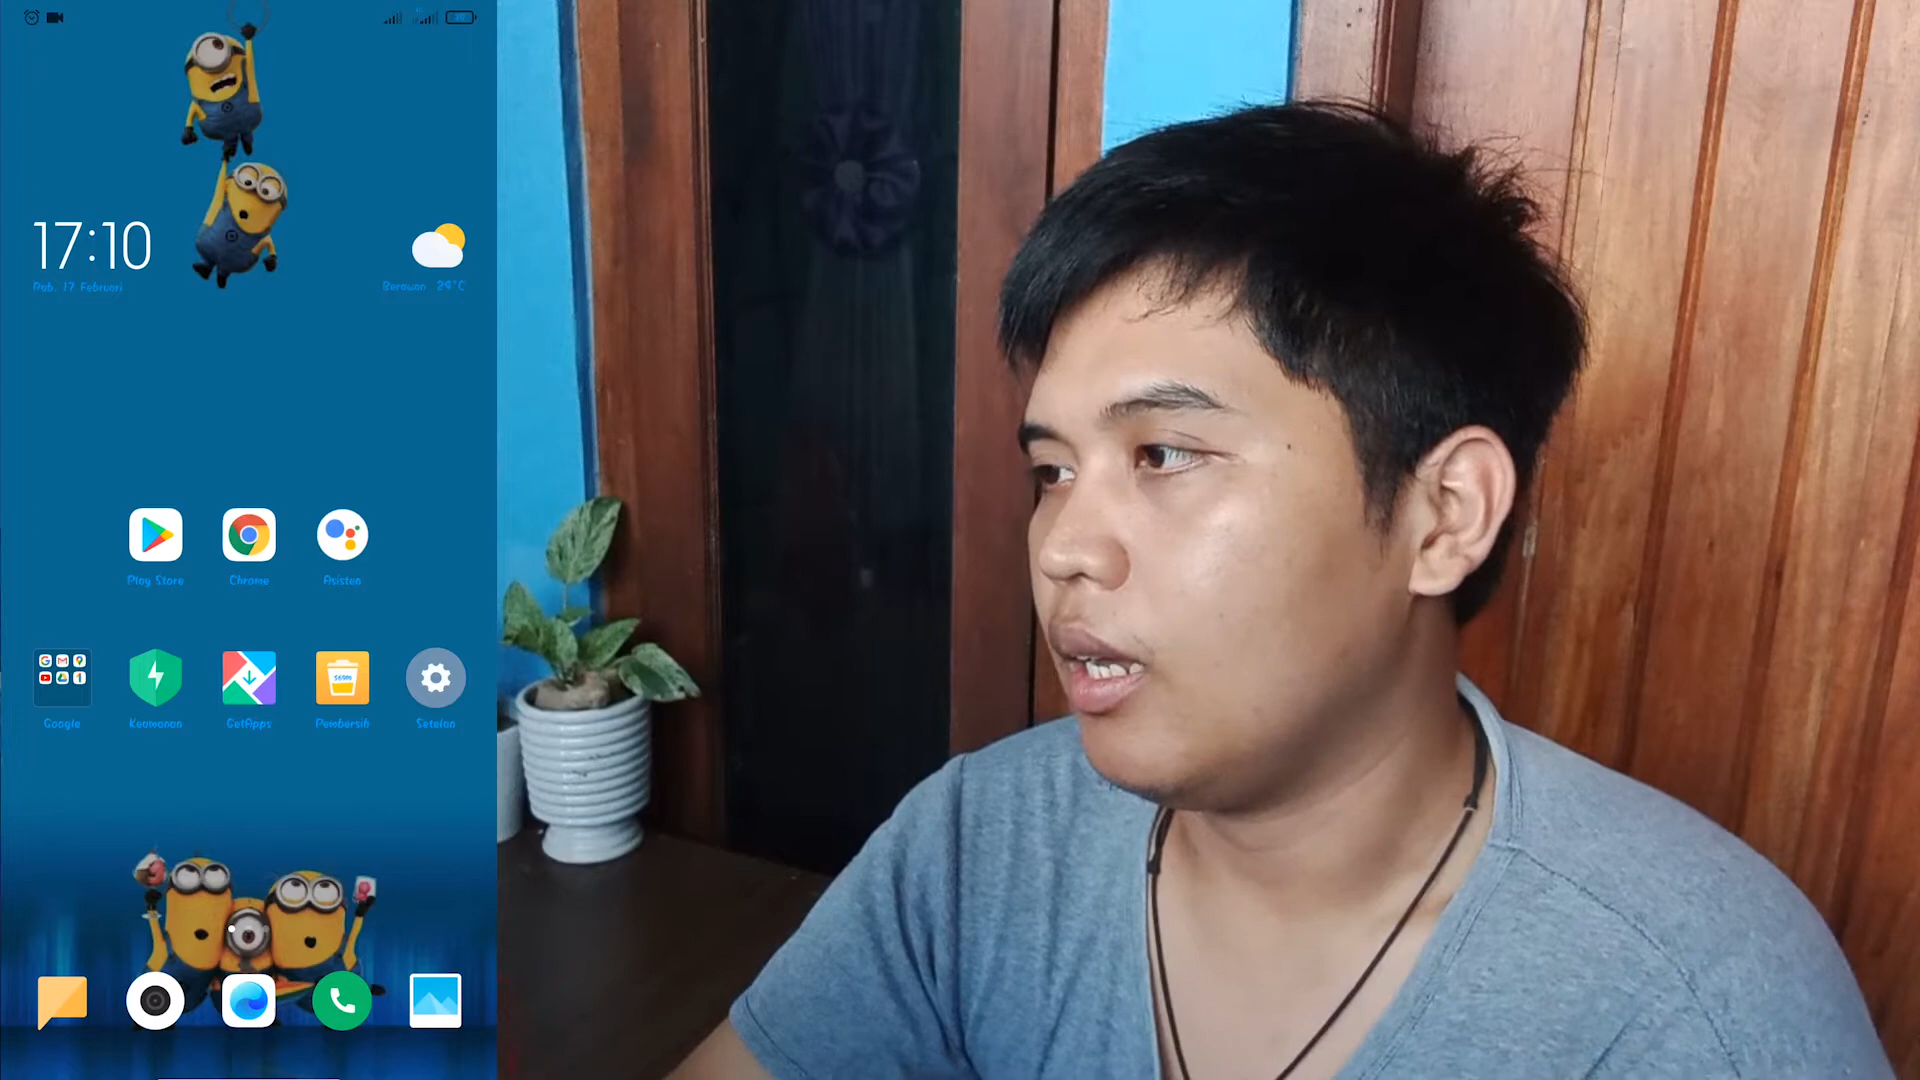 17:10
Rab, 17 Februari
Berawan 29°C
Play Store
Chrome
Asisten
Google
Keamanan
GetApps
Pembersih
Setelan